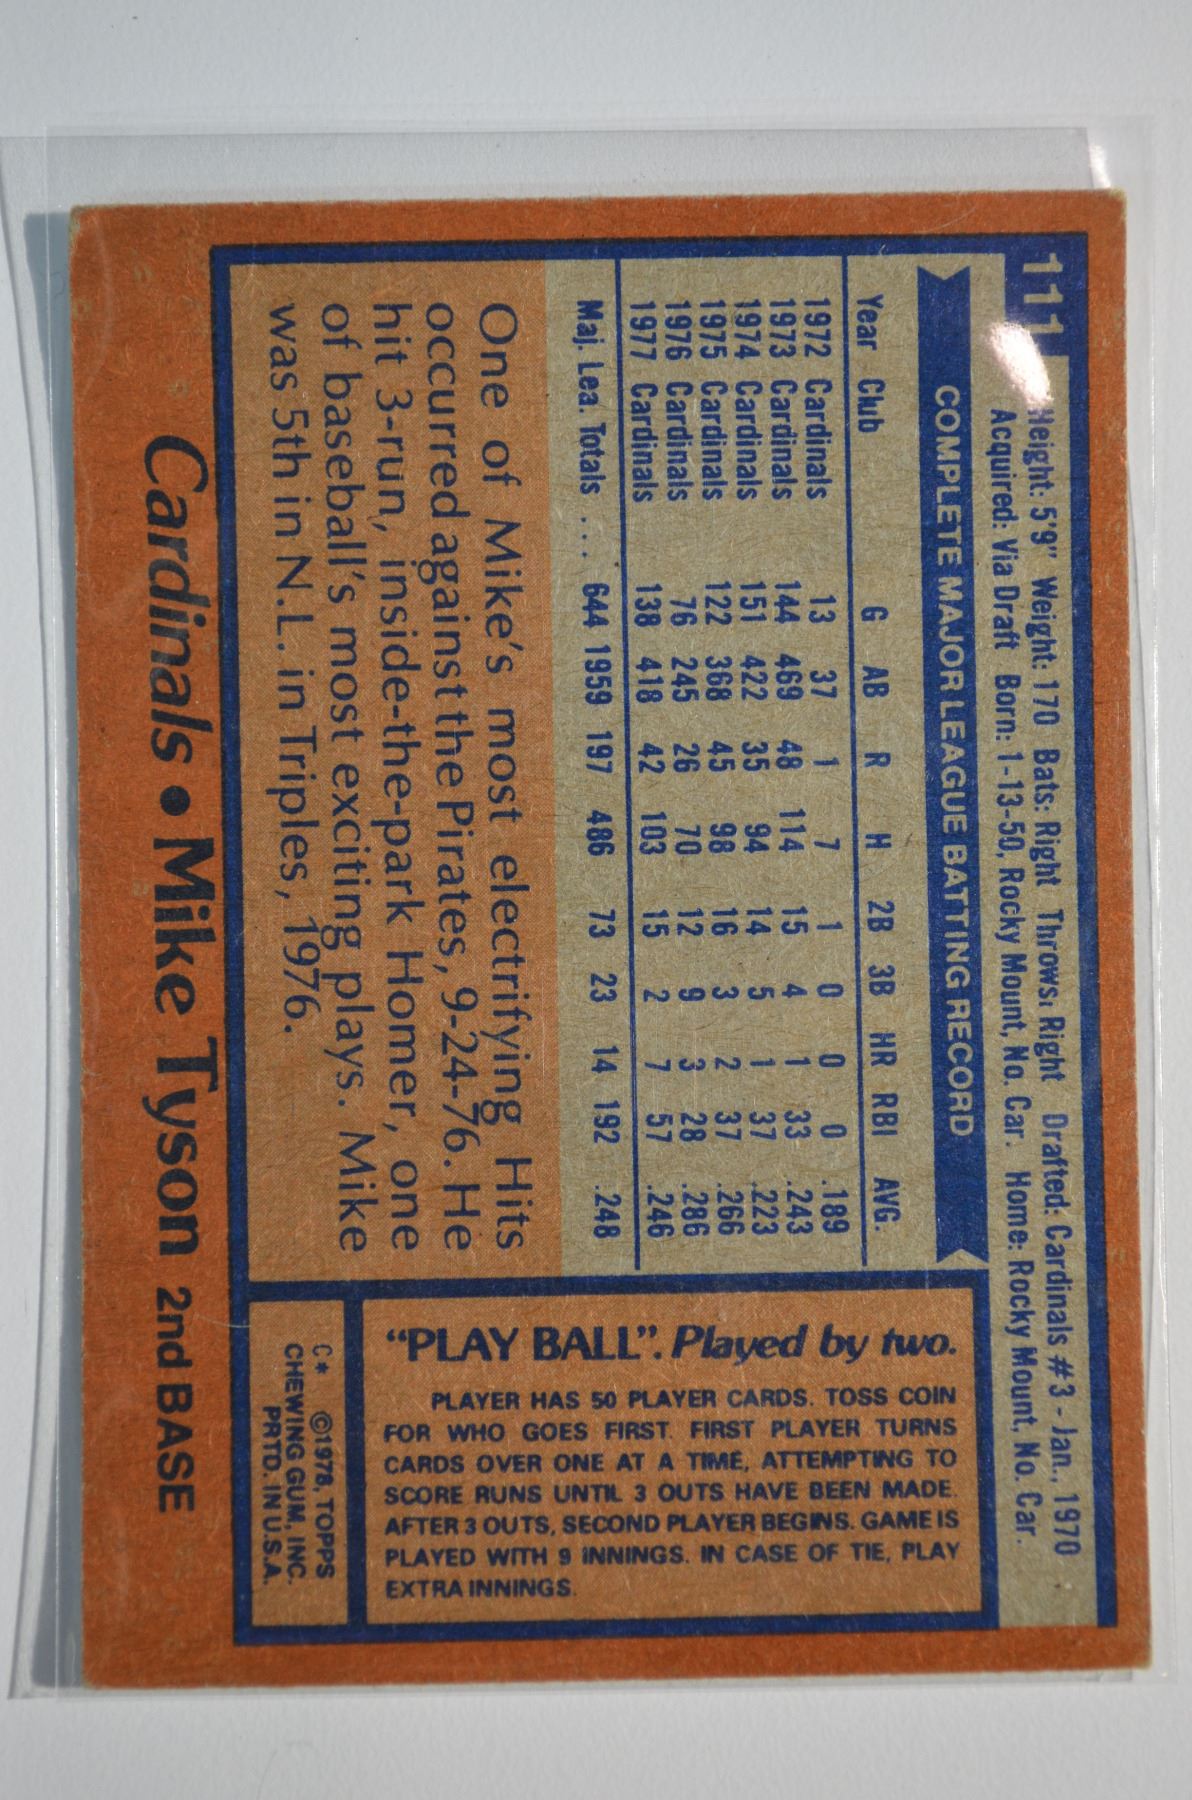 111
Height: 5'9" Weight: 170 Bats: Right Throws: Right Drafted: Cardinals #3 - Jan., 1970
Acquired: Via Draft Born: 1-13-50, Rocky Mount, No. Car. Home: Rocky Mount, No. Car.
COMPLETE MAJOR LEAGUE BATTING RECORD
Year Club G AB R H 2B 3B HR RBI AVG.
1972 Cardinals 13 37 1 7 1 0 0 0 .189
1973 Cardinals 144 469 48 114 15 4 1 33 .243
1974 Cardinals 151 422 35 94 14 5 1 37 .223
1975 Cardinals 122 368 45 98 16 3 2 37 .266
1976 Cardinals 76 245 26 70 12 9 3 28 .286
1977 Cardinals 138 418 42 103 15 2 7 57 .246
Maj. Lea. Totals . . . 644 1959 197 486 73 23 14 192 .248
One of Mike's most electrifying Hits
occurred against the Pirates, 9-24-76. He
hit 3-run, inside-the-park Homer, one
of baseball's most exciting plays. Mike
was 5th in N.L. in Triples, 1976.
"PLAY BALL". Played by two.
PLAYER HAS 50 PLAYER CARDS. TOSS COIN
FOR WHO GOES FIRST. FIRST PLAYER TURNS
CARDS OVER ONE AT A TIME, ATTEMPTING TO
SCORE RUNS UNTIL 3 OUTS HAVE BEEN MADE.
AFTER 3 OUTS, SECOND PLAYER BEGINS. GAME IS
PLAYED WITH 9 INNINGS. IN CASE OF TIE, PLAY
EXTRA INNINGS.
C* ©1978, TOPPS
CHEWING GUM, INC.
PRTD. IN U.S.A.
Cardinals • Mike Tyson 2nd BASE